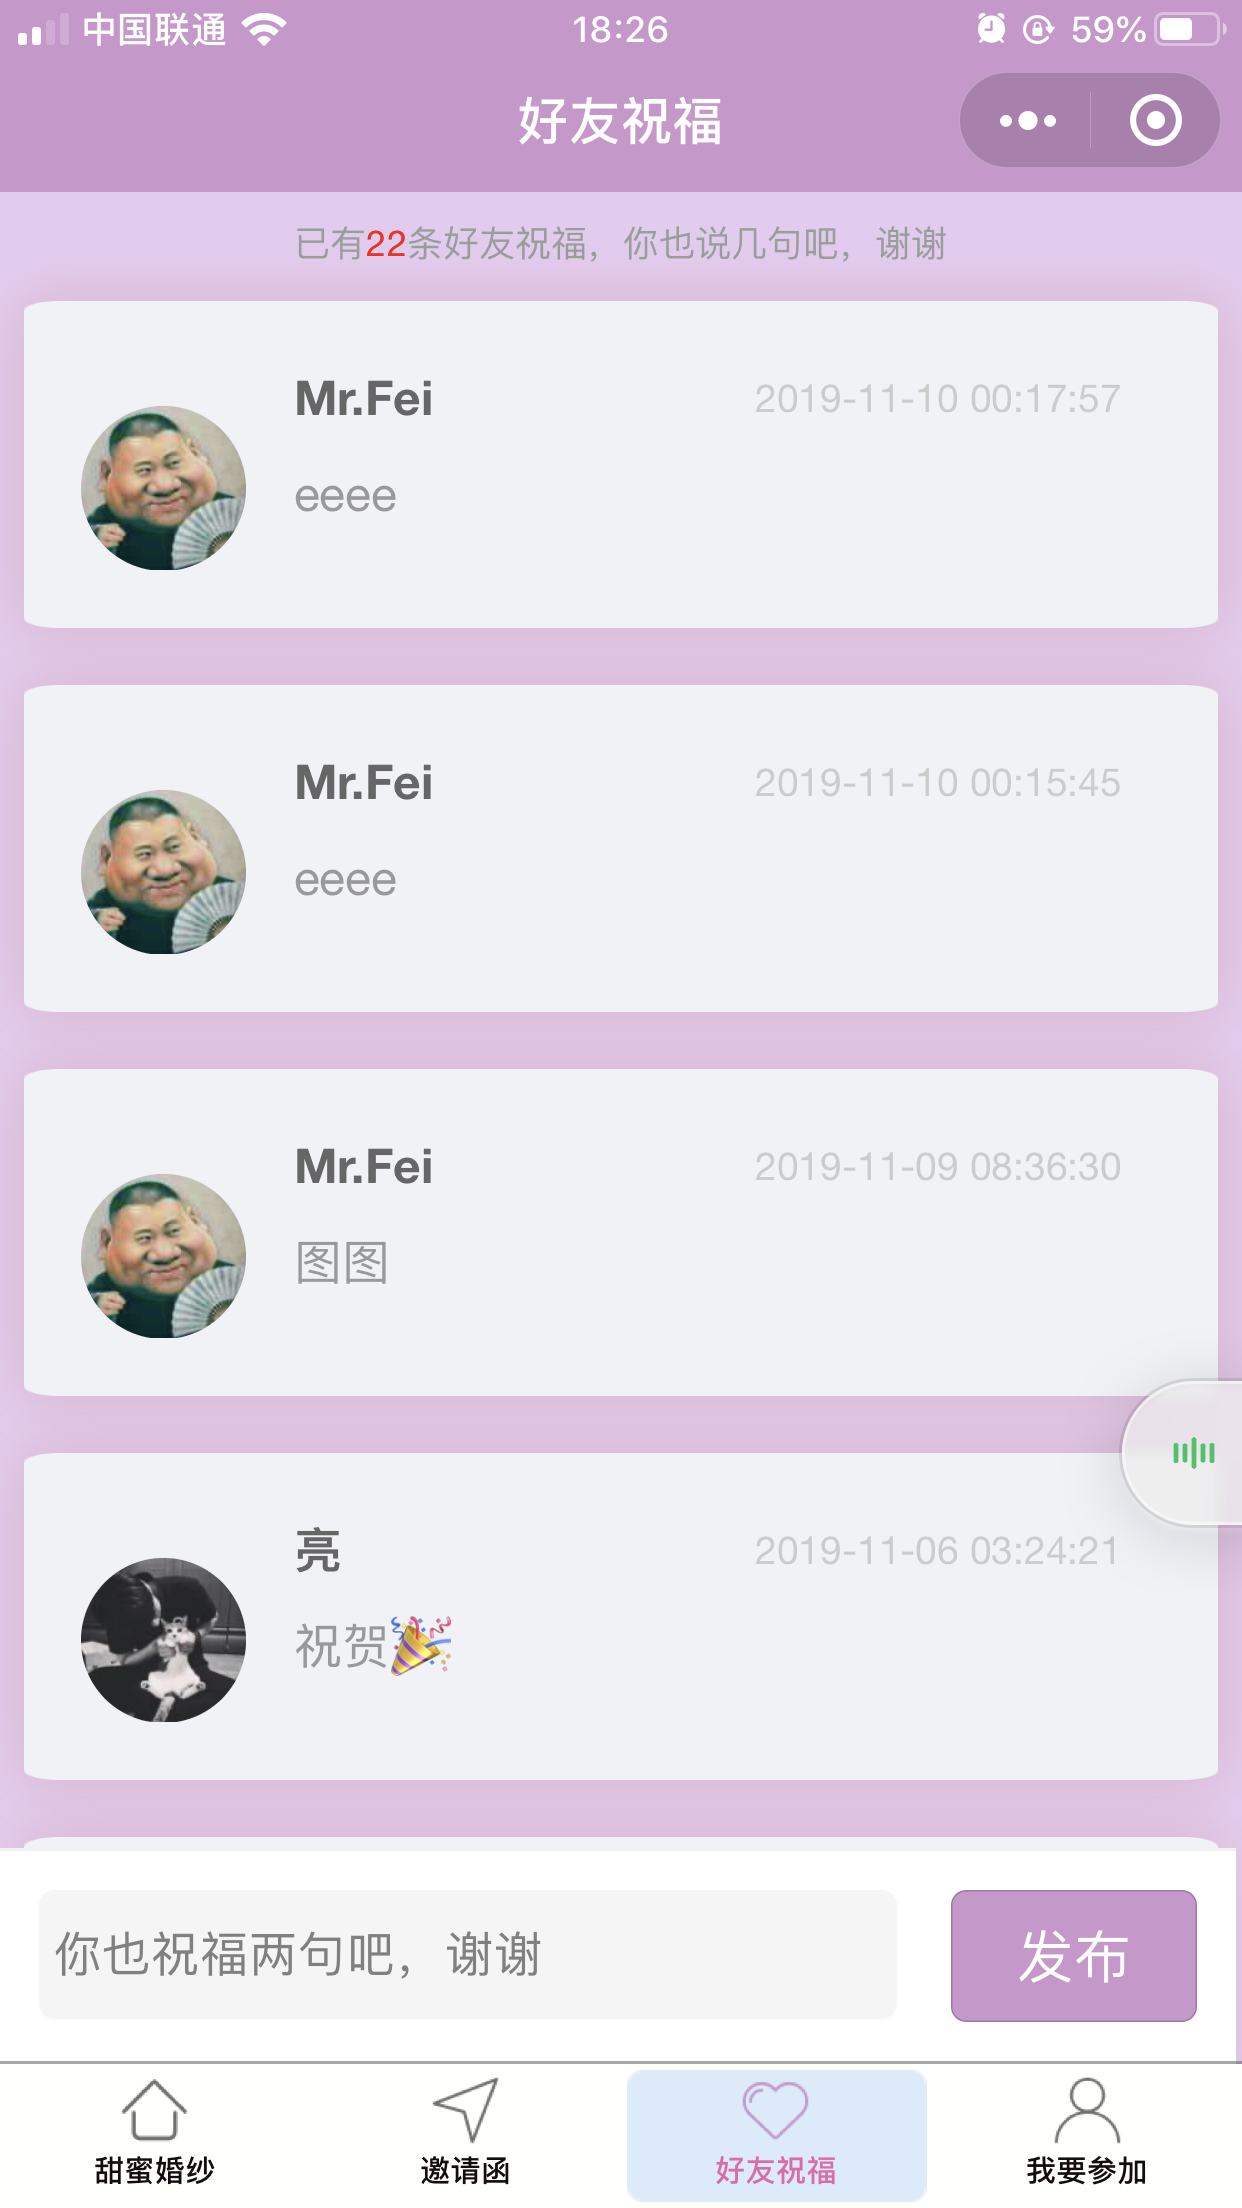 中国联通 18:26 59%
好友祝福
已有22条好友祝福，你也说几句吧，谢谢
Mr.Fei 2019-11-10 00:17:57
eeee
Mr.Fei 2019-11-10 00:15:45
eeee
Mr.Fei 2019-11-09 08:36:30
图图
亮 2019-11-06 03:24:21
祝贺🎉
你也祝福两句吧，谢谢 发布
甜蜜婚纱 邀请函 好友祝福 我要参加